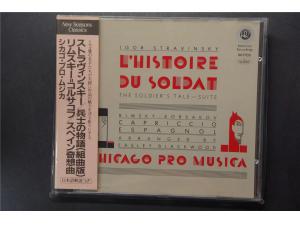 New Seasons
Classics
ストラヴィンスキー 兵士の物語(組曲版)
リムスキー=コルサコフ スペイン奇想曲
シカゴ・プロ・ムジカ
IGOR STRAVINSKY
L'HISTOIRE
DU SOLDAT
THE SOLDIER'S TALE—SUITE
RIMSKY-KORSAKOV
CAPRICCIO
ESPAGNOL
ARRANGED BY
EASLEY BLACKWOOD
CHICAGO PRO MUSICA